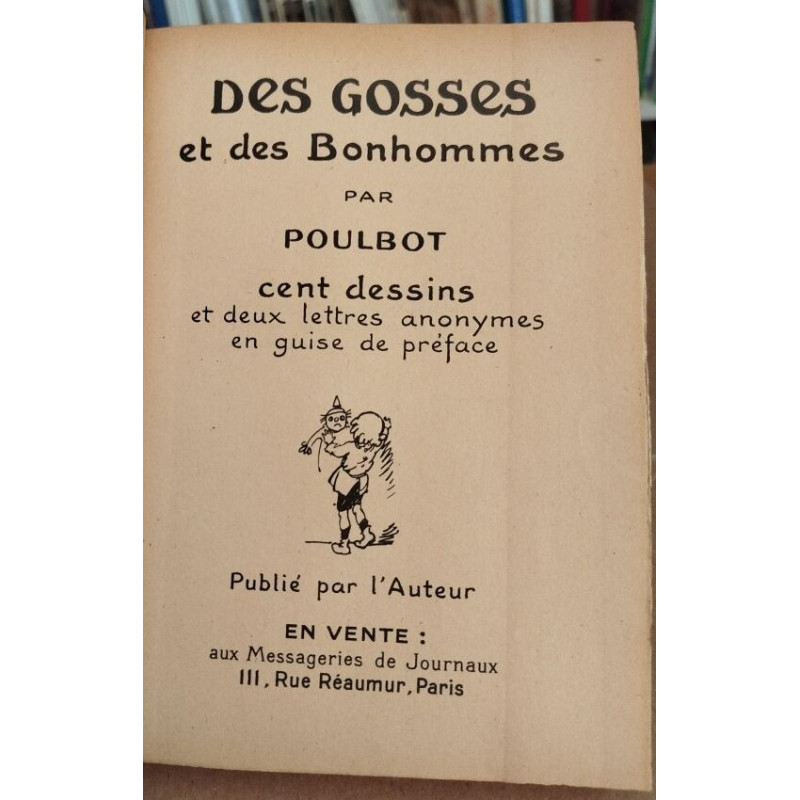 Des Gosses
et des Bonhommes
PAR
POULBOT
cent dessins
et deux lettres anonymes
en guise de préface
Publié par l'Auteur
EN VENTE :
aux Messageries de Journaux
111, Rue Réaumur, Paris